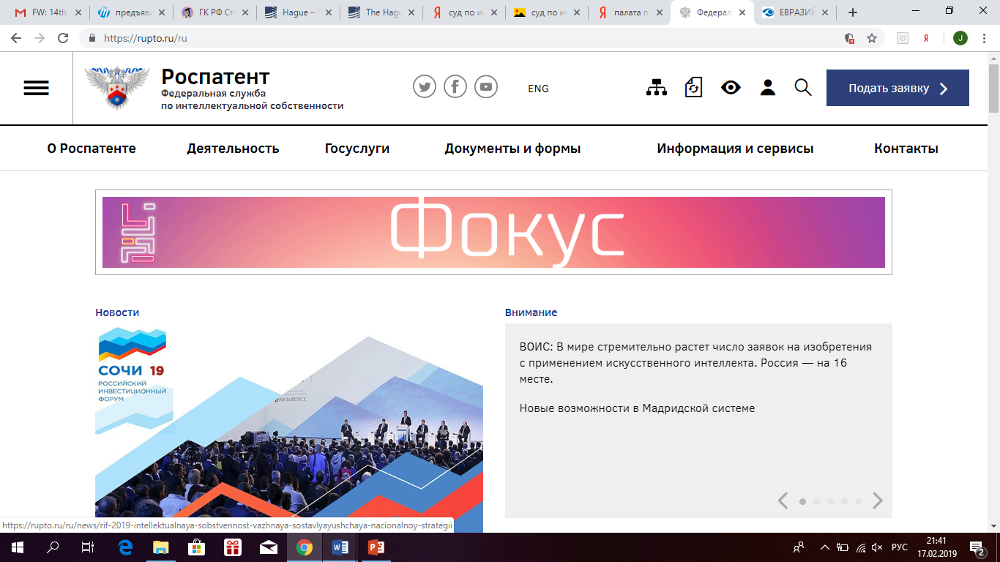 FW: 14th
предъяв
ГК РФ Ст
Hague –
The Hag
суд по и
суд по и
палата п
Федерал
ЕВРАЗИЙ
https://rupto.ru/ru
J
Роспатент
Федеральная служба
по интеллектуальной собственности
ENG
Подать заявку
О Роспатенте
Деятельность
Госуслуги
Документы и формы
Информация и сервисы
Контакты
Фокус
Новости
Внимание
СОЧИ 19
РОССИЙСКИЙ
ИНВЕСТИЦИОННЫЙ
ФОРУМ
РОСКОНГРЕСС
ВОИС: В мире стремительно растет число заявок на изобретения
с применением искусственного интеллекта. Россия — на 16
месте.
Новые возможности в Мадридской системе
https://rupto/ru/news/rif-2019-intellektualnaya-sobstvennost-vazhnaya-sostavlyayushchaya-nacionalnoy-strategii
РУС
21:41
17.02.2019
2